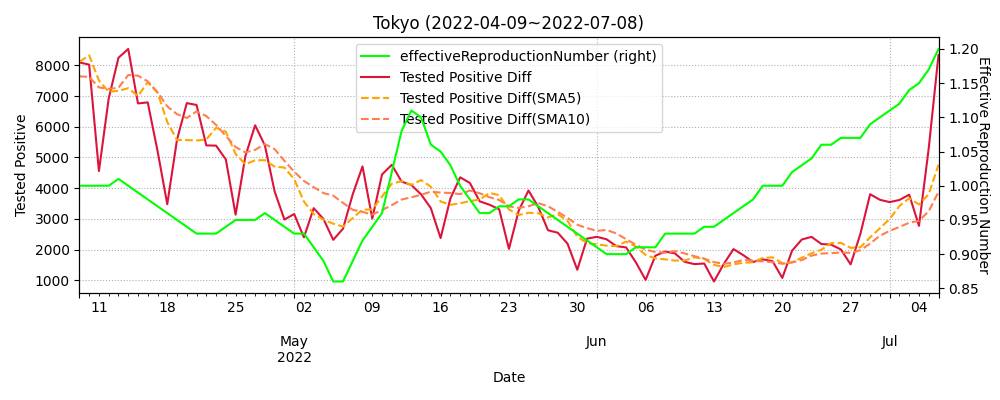 Tokyo (2022-04-09~2022-07-08)
effectiveReproductionNumber (right)
Tested Positive Diff
Tested Positive Diff(SMA5)
Tested Positive Diff(SMA10)
Tested Positive
8000
7000
6000
5000
4000
3000
2000
1000
1.20
1.15
1.10
1.05
1.00
0.95
0.90
0.85
Effective Reproduction Number
11 18 25 02 09 16 23 30 06 13 20 27 04
May Jun Jul
2022
Date